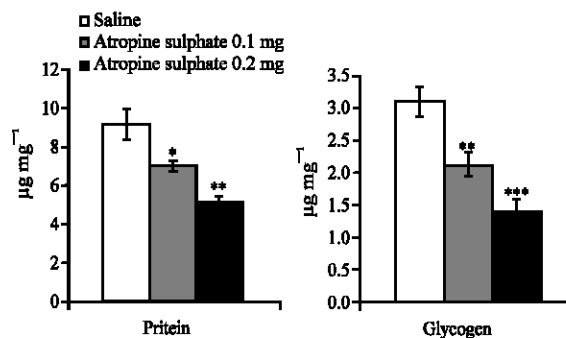 Saline
Atropine sulphate 0.1 mg
Atropine sulphate 0.2 mg
12
10
8
6
4
2
0
µg mg⁻¹
*
**
Pritein
3.5
3.0
2.5
2.0
1.5
1.0
0.5
0.0
µg mg⁻¹
**
***
Glycogen